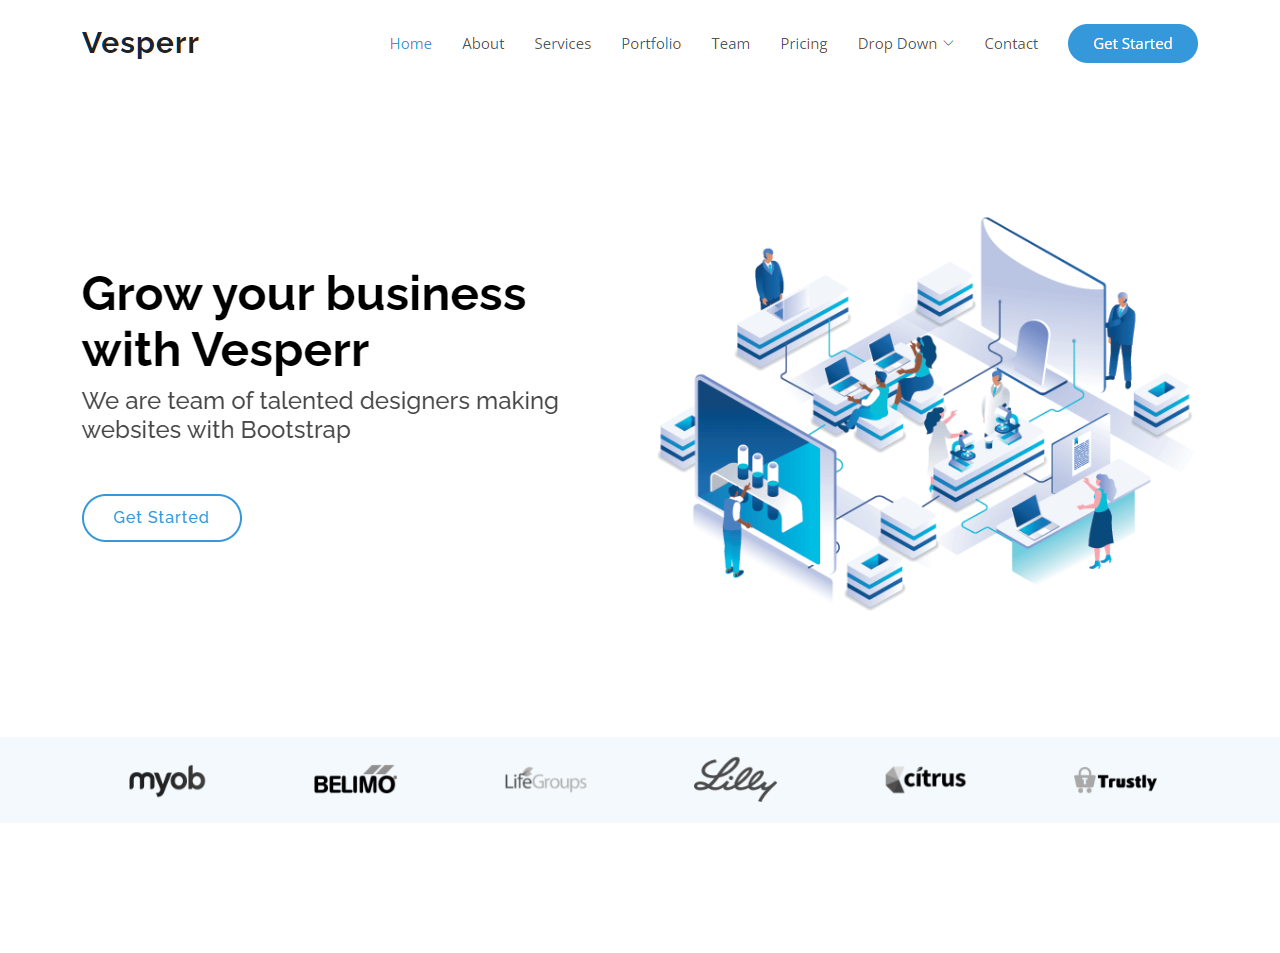 Vesperr
Home About Services Portfolio Team Pricing Drop Down Contact Get Started
Grow your business
with Vesperr
We are team of talented designers making
websites with Bootstrap
Get Started
myob BELIMO LifeGroups Lilly citrus Trustly